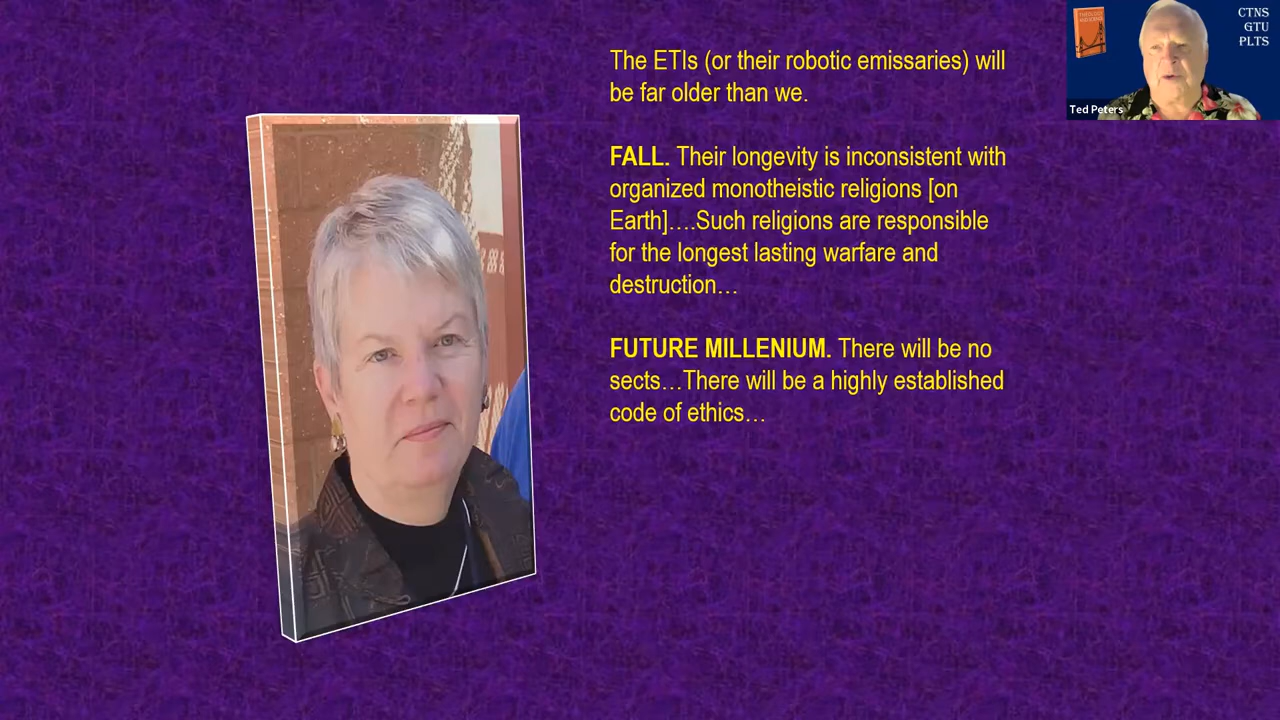 The ETIs (or their robotic emissaries) will
be far older than we.
FALL. Their longevity is inconsistent with
organized monotheistic religions [on
Earth]….Such religions are responsible
for the longest lasting warfare and
destruction…
FUTURE MILLENIUM. There will be no
sects…There will be a highly established
code of ethics…
CTNS
GTU
PLTS
Ted Peters